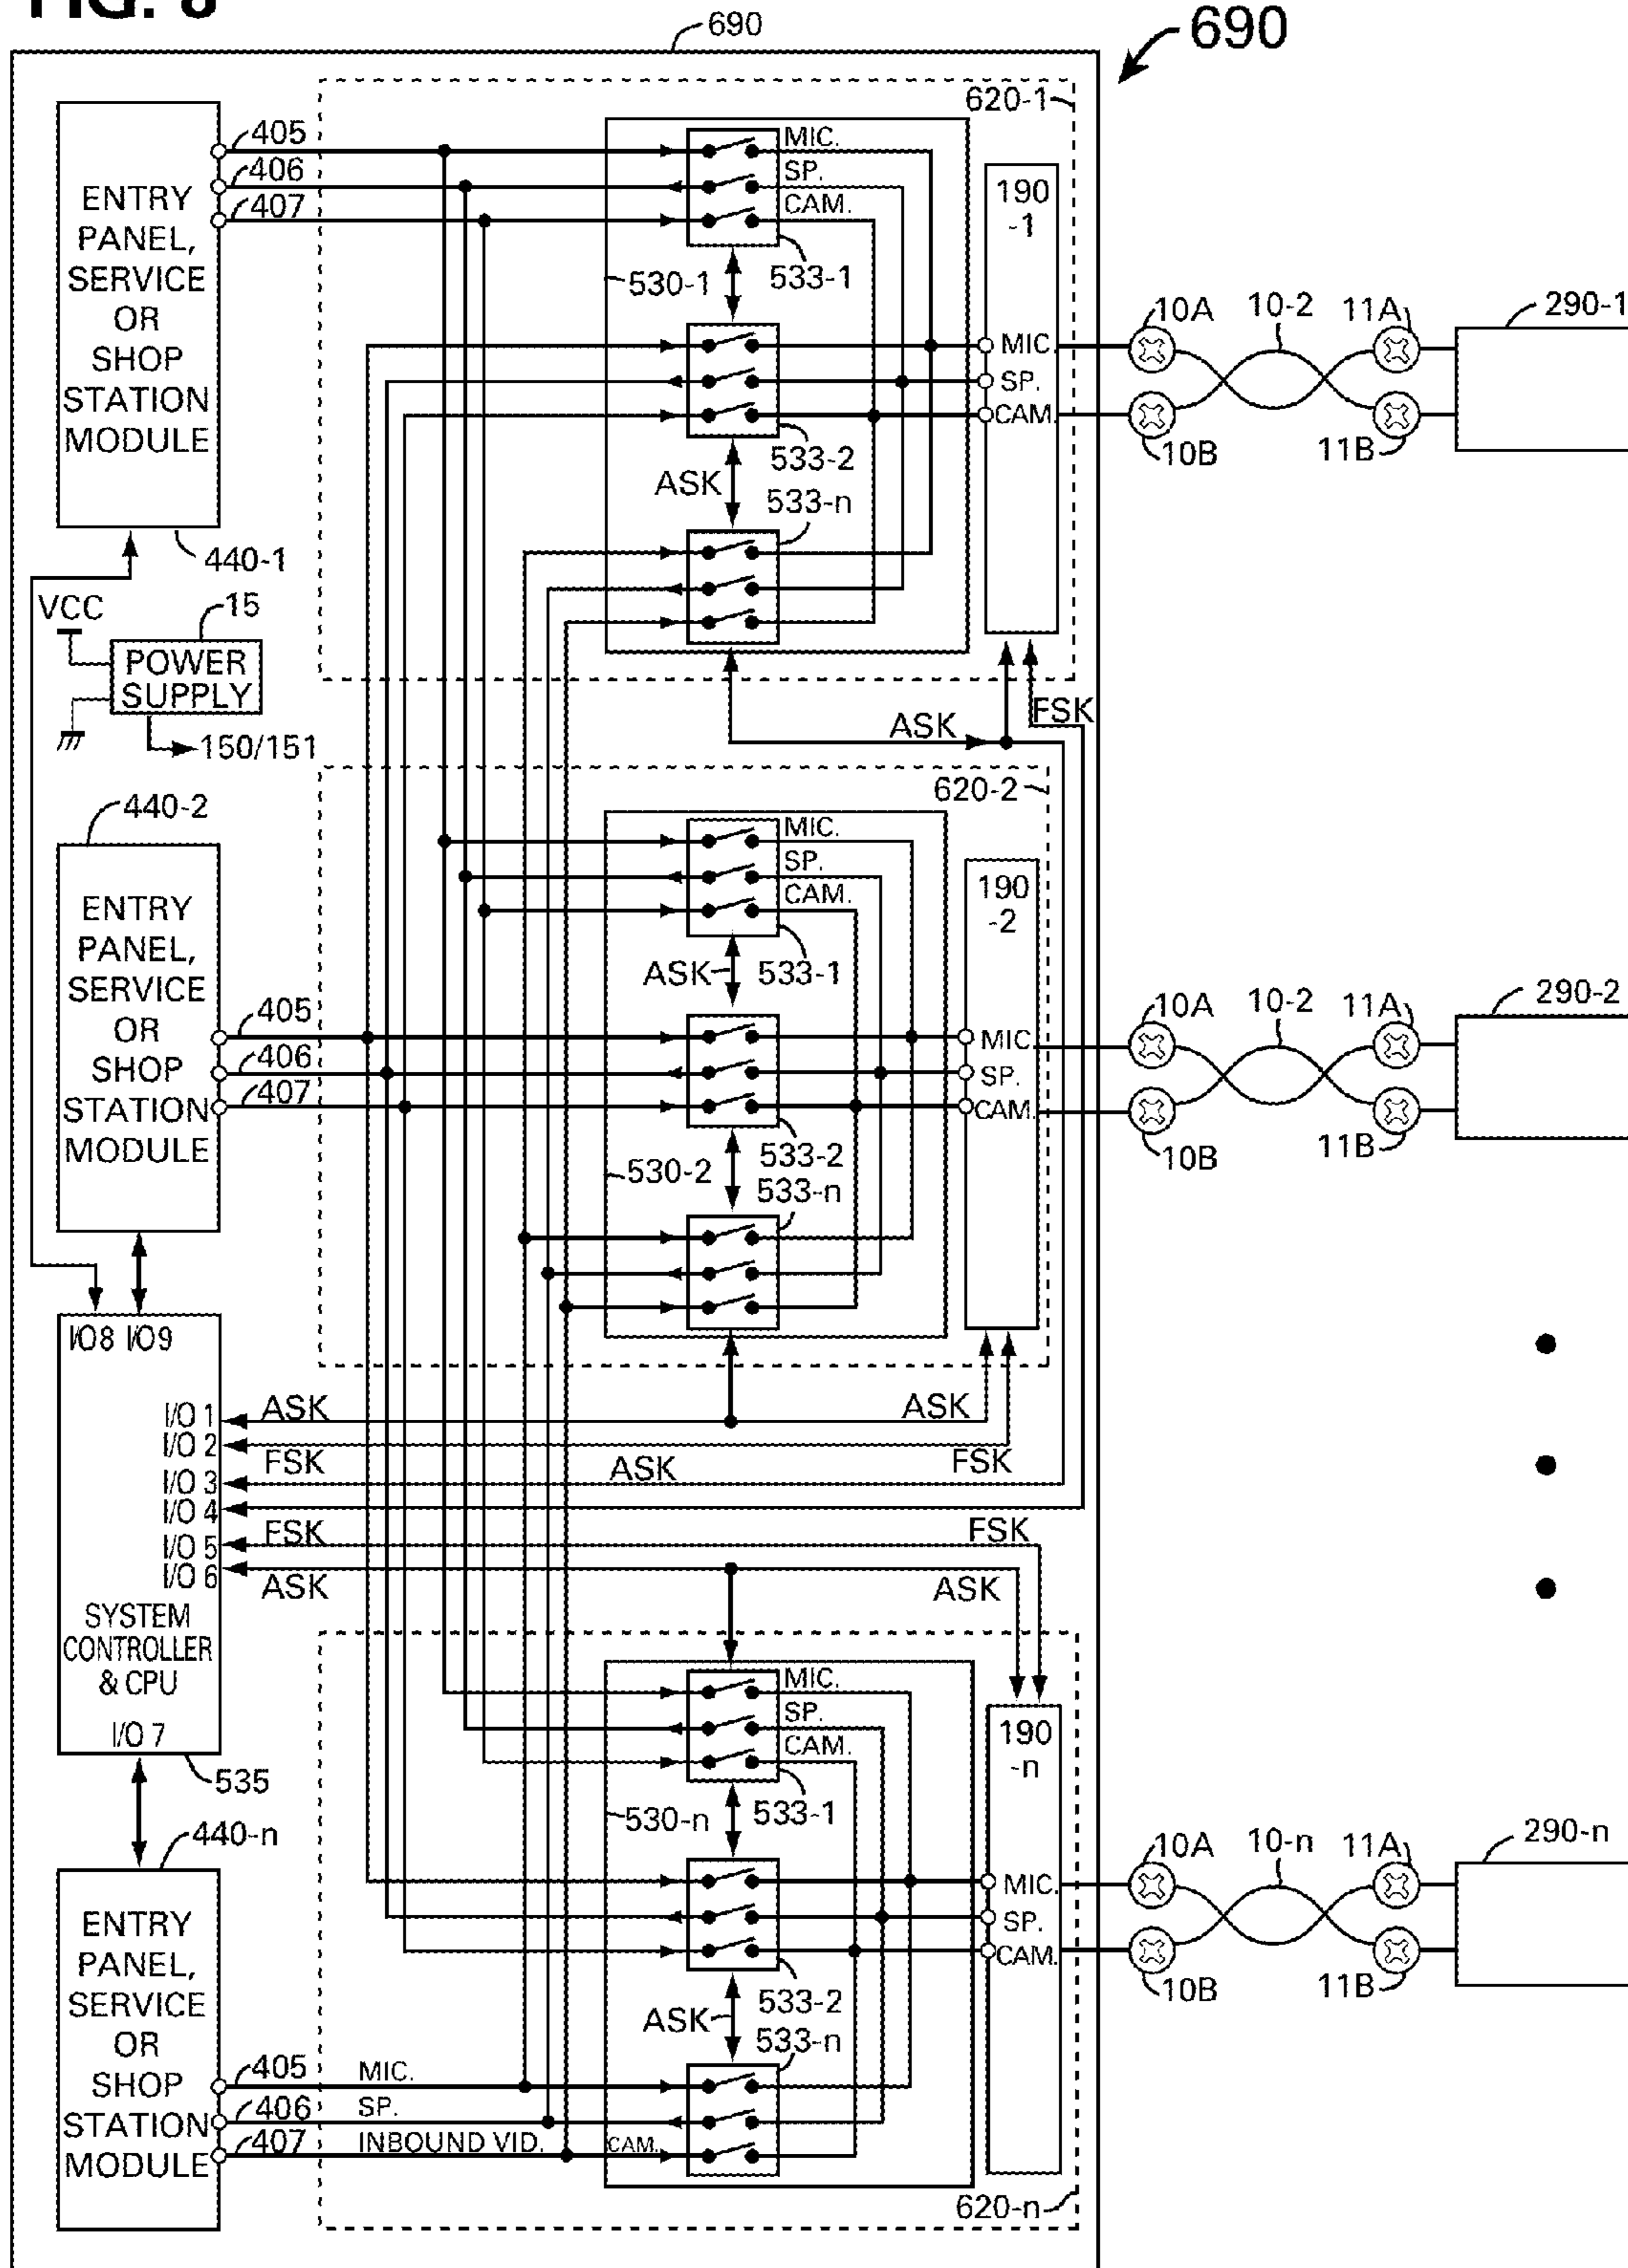 FIG. 8
690
690
620-1
405
406
407
ENTRY
PANEL,
SERVICE
OR
SHOP
STATION
MODULE
440-1
MIC.
SP.
CAM.
530-1
533-1
190
-1
MIC.
SP.
CAM.
533-2
ASK
533-n
10A
10-2
11A
290-1
10B
11B
VCC
15
POWER
SUPPLY
150/151
ASK
FSK
620-2
440-2
ENTRY
PANEL,
SERVICE
OR
SHOP
STATION
MODULE
405
406
407
MIC.
SP.
CAM.
190
-2
ASK
533-1
MIC.
SP.
CAM.
530-2
533-2
533-n
10A
10-2
11A
290-2
10B
11B
I/O8 I/O9
I/O 1
I/O 2
I/O 3
I/O 4
I/O 5
I/O 6
ASK
ASK
FSK
ASK
FSK
FSK
FSK
ASK
ASK
SYSTEM
CONTROLLER
& CPU
I/O 7
535
440-n
MIC.
SP.
CAM.
190
-n
530-n
533-1
MIC.
SP.
CAM.
533-2
ASK
533-n
10A
10-n
11A
290-n
10B
11B
ENTRY
PANEL,
SERVICE
OR
SHOP
STATION
MODULE
405
406
407
MIC.
SP.
INBOUND VID.
CAM.
620-n